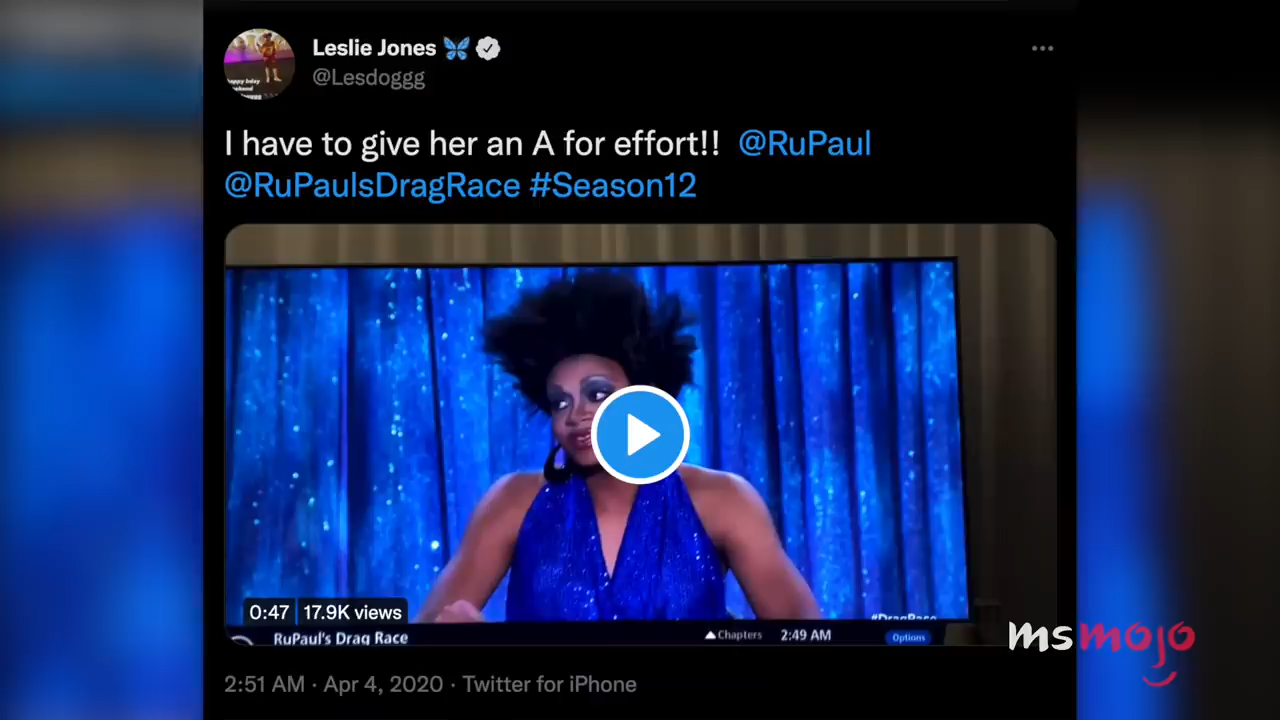 Leslie Jones
@Lesdoggg
I have to give her an A for effort!! @RuPaul
@RuPaulsDragRace #Season12
0:47 17.9K views
#DragRace
RuPaul's Drag Race
Chapters 2:49 AM Options
2:51 AM · Apr 4, 2020 · Twitter for iPhone
msmojo